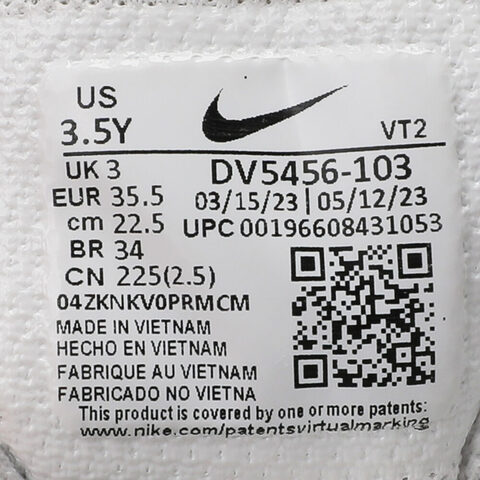 US
3.5Y
VT2
UK 3
DV5456-103
EUR 35.5
03/15/23 | 05/12/23
cm 22.5
UPC 00196608431053
BR 34
CN 225(2.5)
04ZKNKV0PRMCM
MADE IN VIETNAM
HECHO EN VIETNAM
FABRIQUE AU VIETNAM
FABRICADO NO VIETNA
This product is covered by one or more patents:
www.nike.com/patentsvirtualmarking